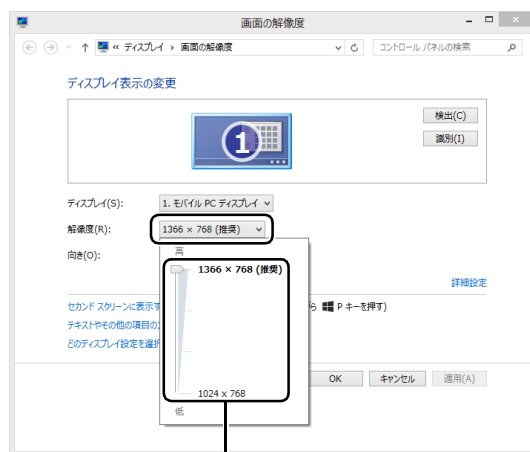 画面の解像度
« ディスプレイ ▸ 画面の解像度
コントロール パネルの検索
ディスプレイ表示の変更
1
検出(C)
識別(I)
ディスプレイ(S): 1. モバイル PC ディスプレイ
解像度(R): 1366 × 768 (推奨)
向き(O):
高
1366 × 768 (推奨)
1024 x 768
低
詳細設定
セカンド スクリーンに表示す
ら P キーを押す)
テキストやその他の項目の
どのディスプレイ設定を選択
OK キャンセル 適用(A)